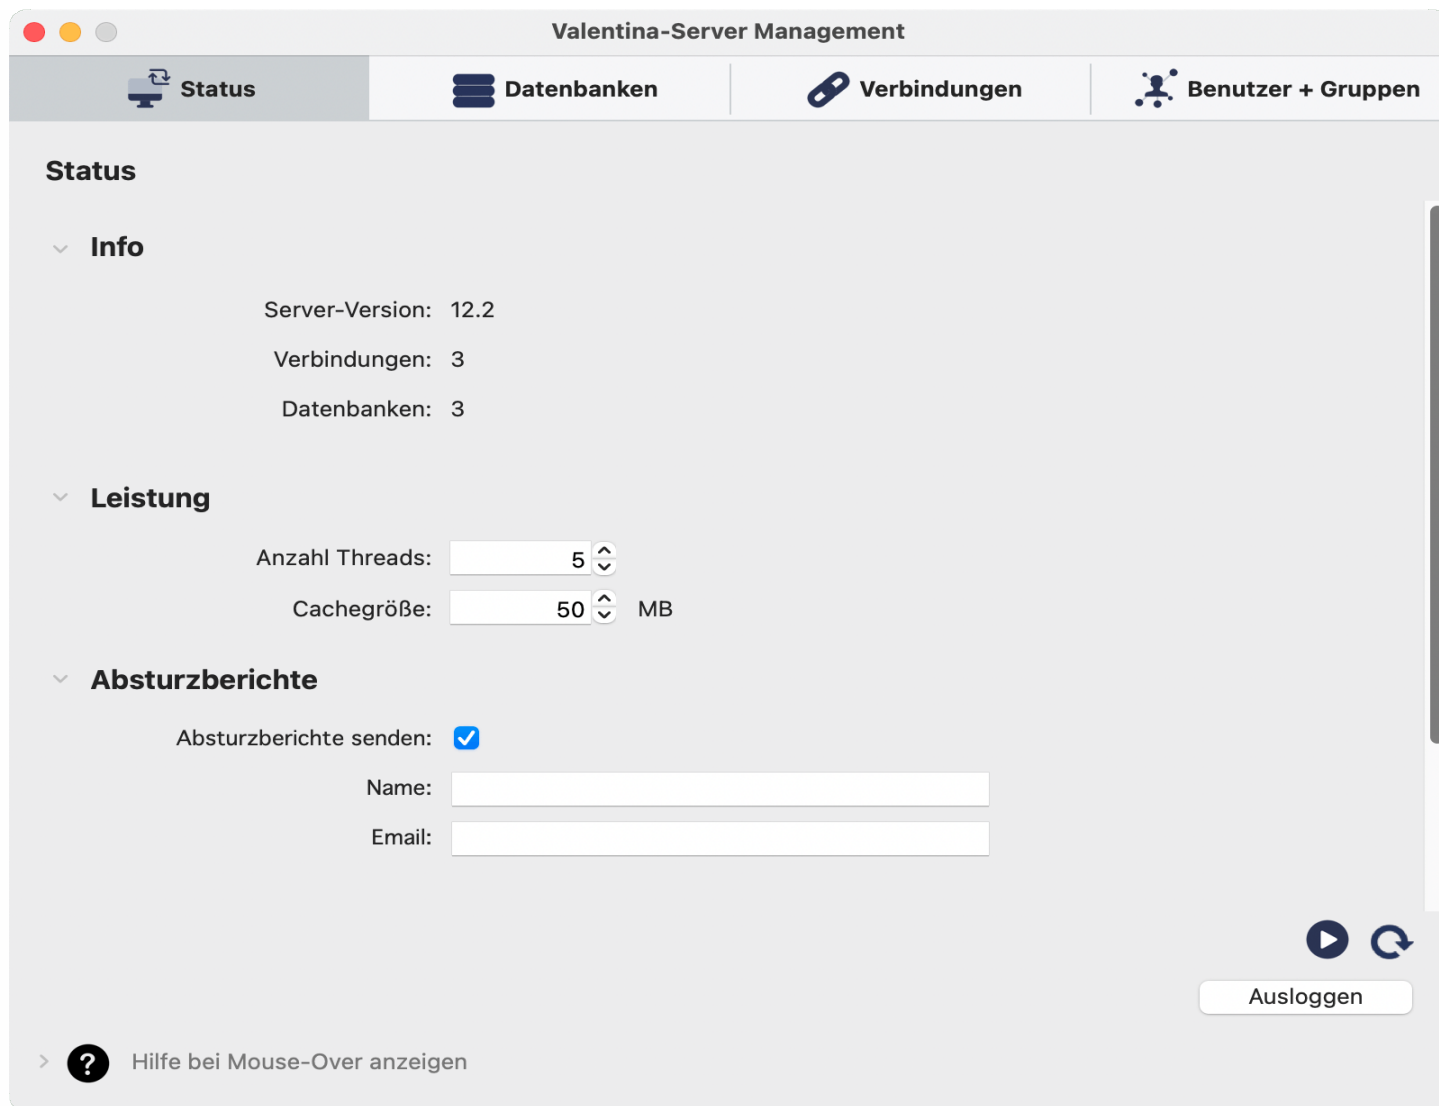 Valentina-Server Management
Status
Datenbanken
Verbindungen
Benutzer + Gruppen
Status
Info
Server-Version: 12.2
Verbindungen: 3
Datenbanken: 3
Leistung
Anzahl Threads: 5
Cachegröße: 50 MB
Absturzberichte
Absturzberichte senden:
Name:
Email:
Ausloggen
? Hilfe bei Mouse-Over anzeigen